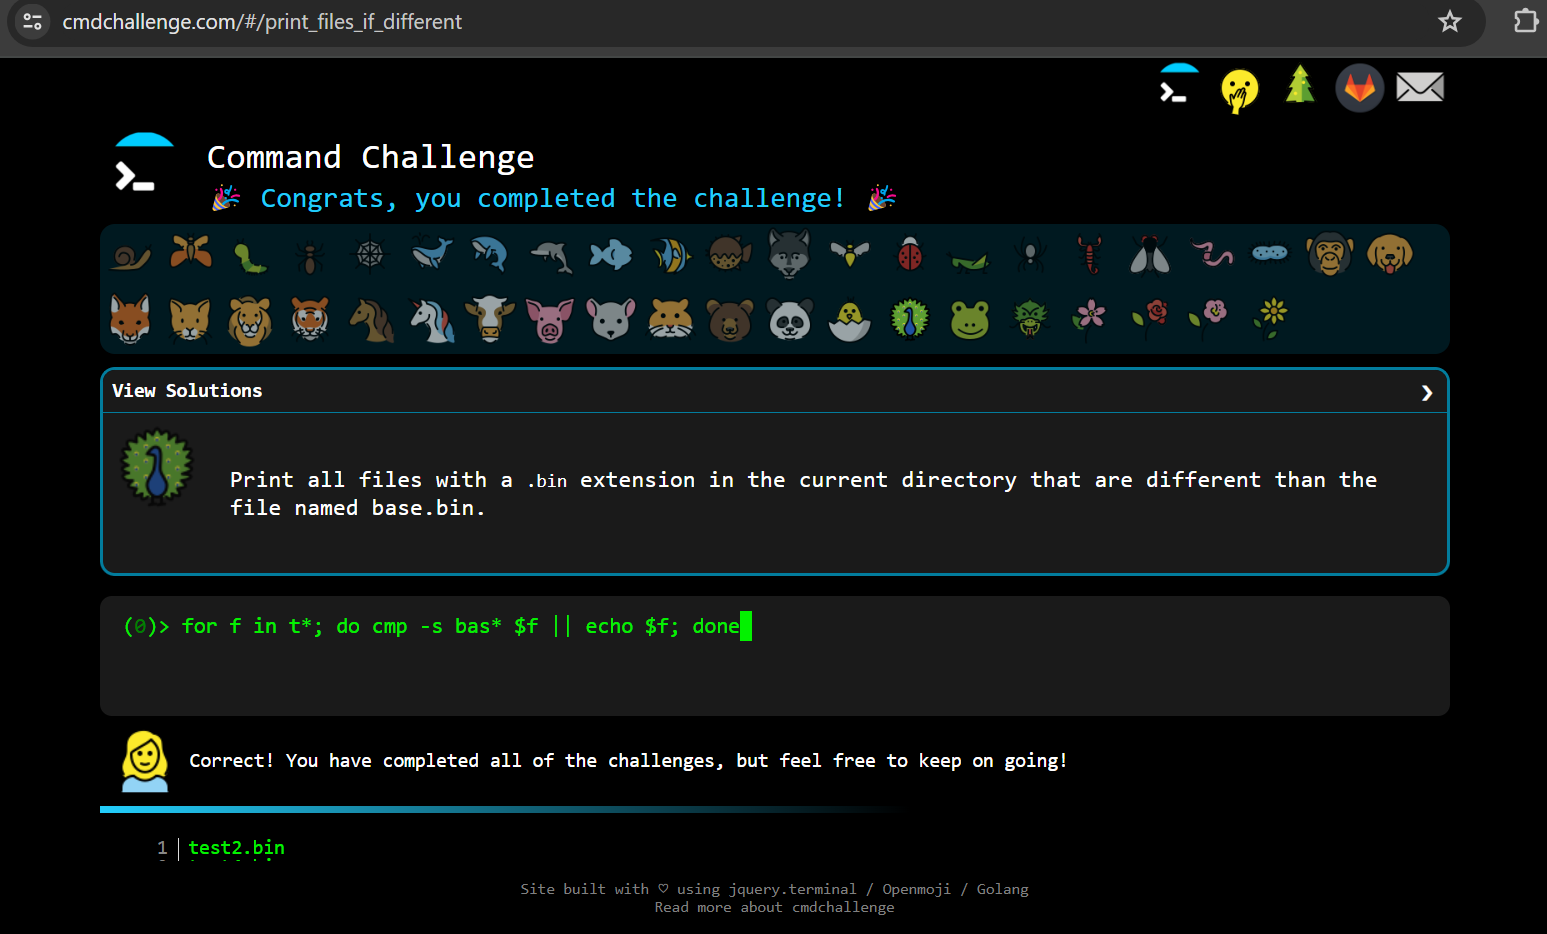 cmdchallenge.com/#/print_files_if_different
Command Challenge
Congrats, you completed the challenge!
View Solutions
Print all files with a .bin extension in the current directory that are different than the
file named base.bin.
(0)> for f in t*; do cmp -s bas* $f || echo $f; done
Correct! You have completed all of the challenges, but feel free to keep on going!
1 test2.bin
Site built with ♡ using jquery.terminal / Openmoji / Golang
Read more about cmdchallenge